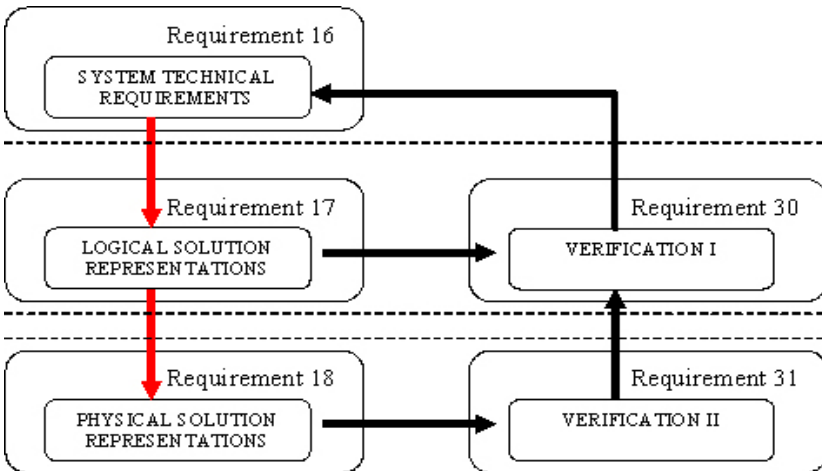 Requirement 16
SYSTEM TECHNICAL
REQUIREMENTS
Requirement 17
LOGICAL SOLUTION
REPRESENTATIONS
Requirement 30
VERIFICATION I
Requirement 18
PHYSICAL SOLUTION
REPRESENTATIONS
Requirement 31
VERIFICATION II